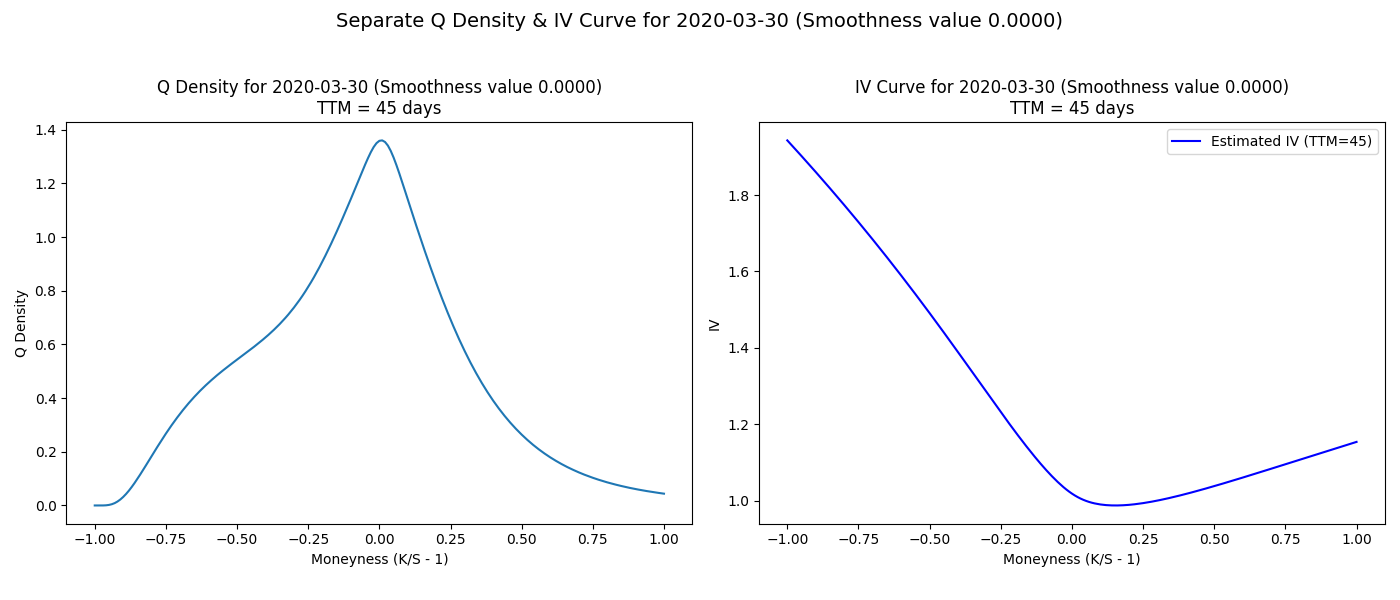 Separate Q Density & IV Curve for 2020-03-30 (Smoothness value 0.0000)
Q Density for 2020-03-30 (Smoothness value 0.0000)
TTM = 45 days
Q Density
1.4
1.2
1.0
0.8
0.6
0.4
0.2
0.0
−1.00 −0.75 −0.50 −0.25 0.00 0.25 0.50 0.75 1.00
Moneyness (K/S - 1)
IV Curve for 2020-03-30 (Smoothness value 0.0000)
TTM = 45 days
Estimated IV (TTM=45)
IV
1.8
1.6
1.4
1.2
1.0
−1.00 −0.75 −0.50 −0.25 0.00 0.25 0.50 0.75 1.00
Moneyness (K/S - 1)